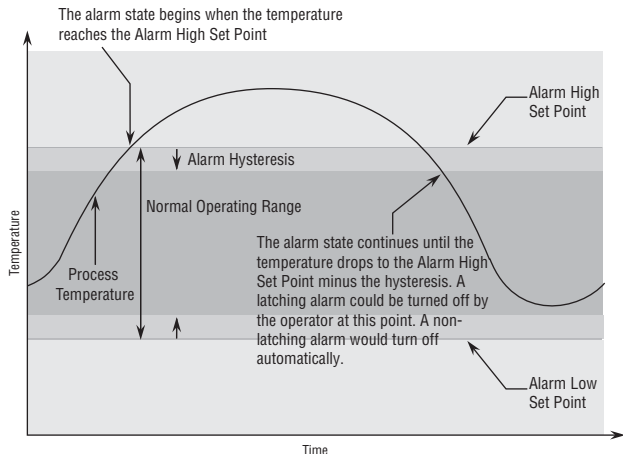 The alarm state begins when the temperature
reaches the Alarm High Set Point
Alarm High
Set Point
Alarm Hysteresis
Normal Operating Range
Temperature
Process
Temperature
The alarm state continues until the
temperature drops to the Alarm High
Set Point minus the hysteresis. A
latching alarm could be turned off by
the operator at this point. A non-
latching alarm would turn off
automatically.
Alarm Low
Set Point
Time